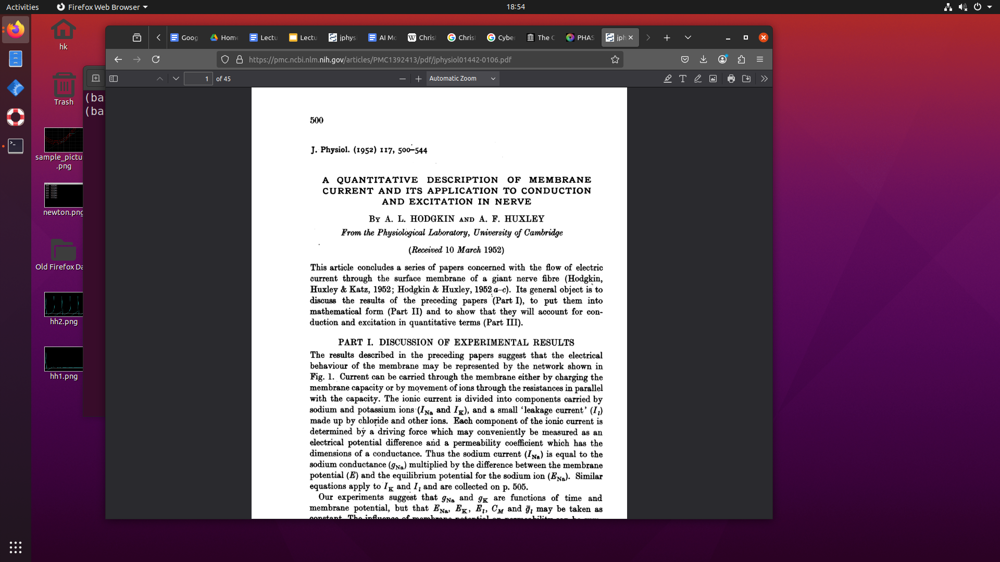 Activities
Firefox Web Browser
18:54
hk
Trash
sample_pictu
.png
newton.png
Old Firefox Da
hh2.png
hh1.png
(ba
(ba
Goog
Home
Lectu
Lectu
jphys
AI Mo
Chris
Chris
Cyber
The C
PHAS
jph
https://pmc.ncbi.nlm.nih.gov/articles/PMC1392413/pdf/jphysiol01442-0106.pdf
1 of 45
Automatic Zoom
500
J. Physiol. (1952) 117, 500–544
A QUANTITATIVE DESCRIPTION OF MEMBRANE
CURRENT AND ITS APPLICATION TO CONDUCTION
AND EXCITATION IN NERVE
By A. L. HODGKIN AND A. F. HUXLEY
From the Physiological Laboratory, University of Cambridge
(Received 10 March 1952)
This article concludes a series of papers concerned with the flow of electric
current through the surface membrane of a giant nerve fibre (Hodgkin,
Huxley & Katz, 1952; Hodgkin & Huxley, 1952 a–c). Its general object is to
discuss the results of the preceding papers (Part I), to put them into
mathematical form (Part II) and to show that they will account for con-
duction and excitation in quantitative terms (Part III).
PART I. DISCUSSION OF EXPERIMENTAL RESULTS
The results described in the preceding papers suggest that the electrical
behaviour of the membrane may be represented by the network shown in
Fig. 1. Current can be carried through the membrane either by charging the
membrane capacity or by movement of ions through the resistances in parallel
with the capacity. The ionic current is divided into components carried by
sodium and potassium ions (I_Na and I_K), and a small 'leakage current' (I_l)
made up by chloride and other ions. Each component of the ionic current is
determined by a driving force which may conveniently be measured as an
electrical potential difference and a permeability coefficient which has the
dimensions of a conductance. Thus the sodium current (I_Na) is equal to the
sodium conductance (g_Na) multiplied by the difference between the membrane
potential (E) and the equilibrium potential for the sodium ion (E_Na). Similar
equations apply to I_K and I_l and are collected on p. 505.
Our experiments suggest that g_Na and g_K are functions of time and
membrane potential, but that E_Na, E_K, E_l, C_M and ḡ_l may be taken as
constant. The influence of membrane potential on permeability can be sum-